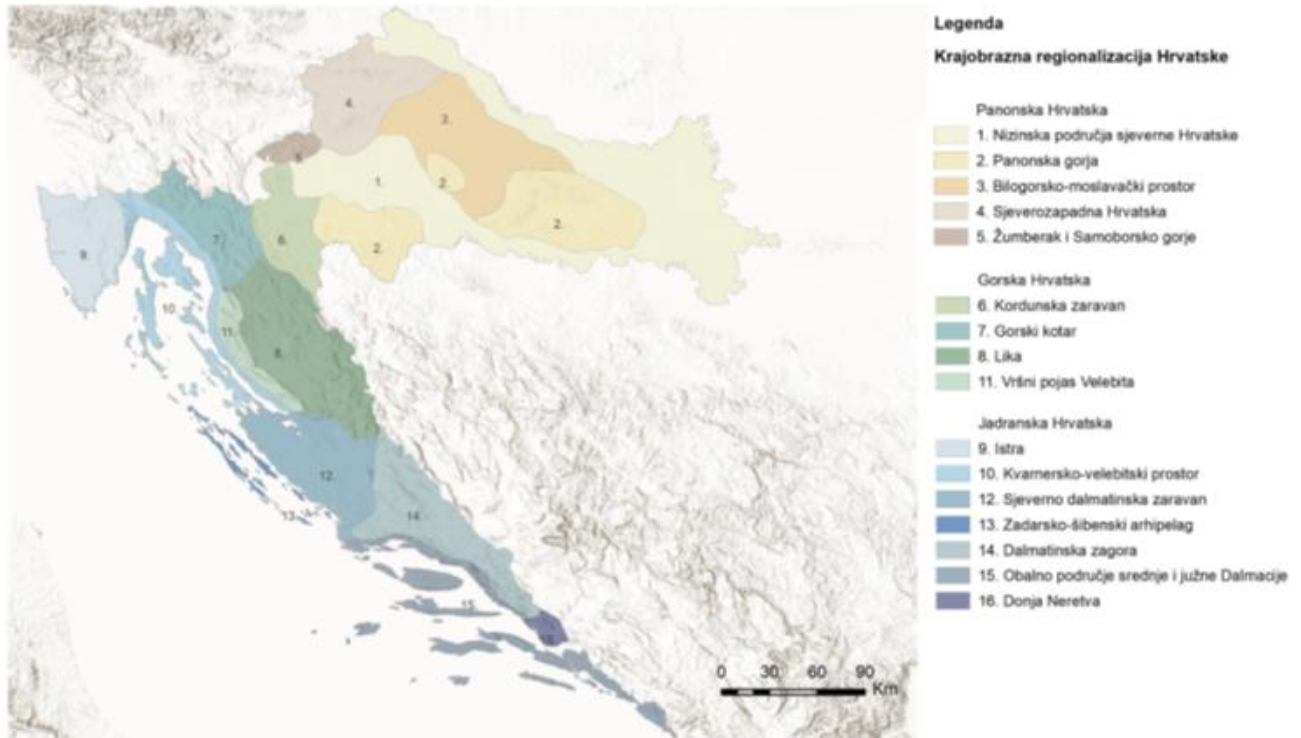 Legenda
Krajobrazna regionalizacija Hrvatske
Panonska Hrvatska
1. Nizinska područja sjeverne Hrvatske
2. Panonska gorja
3. Bilogorsko-moslavački prostor
4. Sjeverozapadna Hrvatska
5. Žumberak i Samoborsko gorje
Gorska Hrvatska
6. Kordunska zaravan
7. Gorski kotar
8. Lika
11. Vršni pojas Velebita
Jadranska Hrvatska
9. Istra
10. Kvarnersko-velebitski prostor
12. Sjeverno dalmatinska zaravan
13. Zadarsko-šibenski arhipelag
14. Dalmatinska zagora
15. Obalno područje srednje i južne Dalmacije
16. Donja Neretva
4.
3.
5.
1.
2.
2.
7.
6.
2.
9.
10.
11.
8.
12.
13.
14.
15.
16.
0 30 60 90
Km